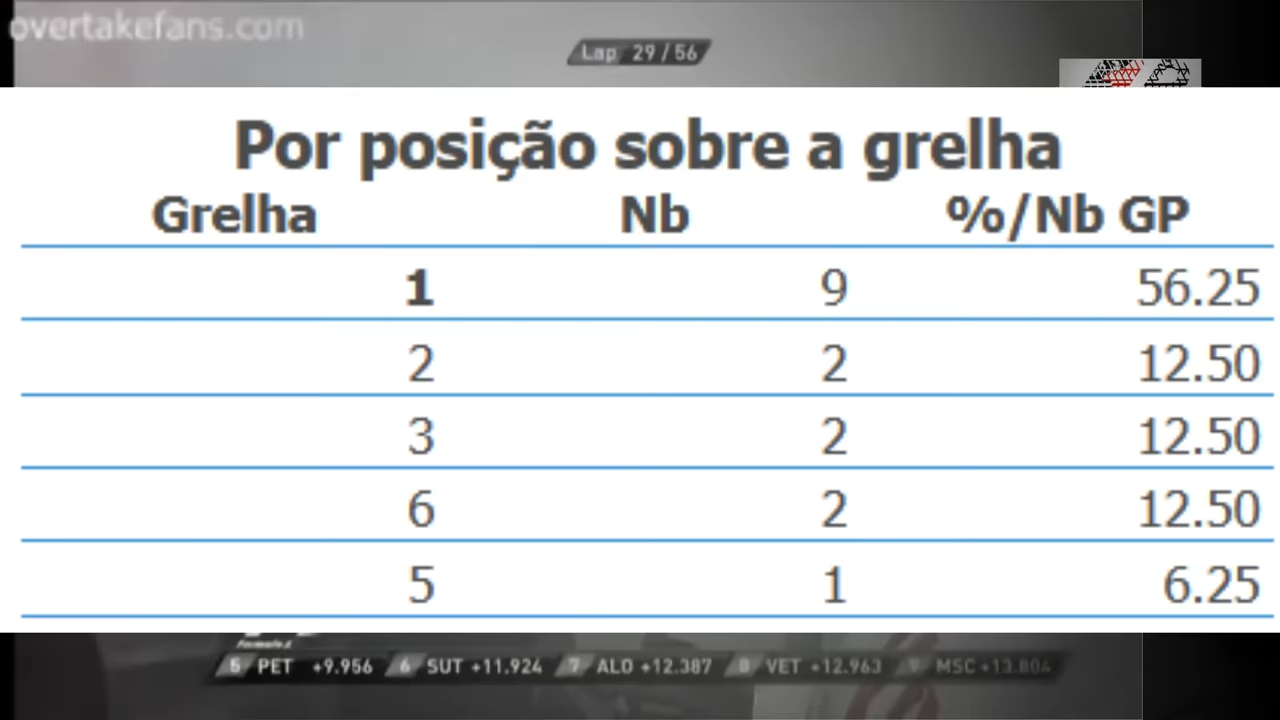 overtakefans.com
Lap 29/56
Por posição sobre a grelha
Grelha Nb %/Nb GP
1 9 56.25
2 2 12.50
3 2 12.50
6 2 12.50
5 1 6.25
5 PET +9.956 6 SUT +11.924 7 ALO +12.387 8 VET +12.963 9 MSC +13.804